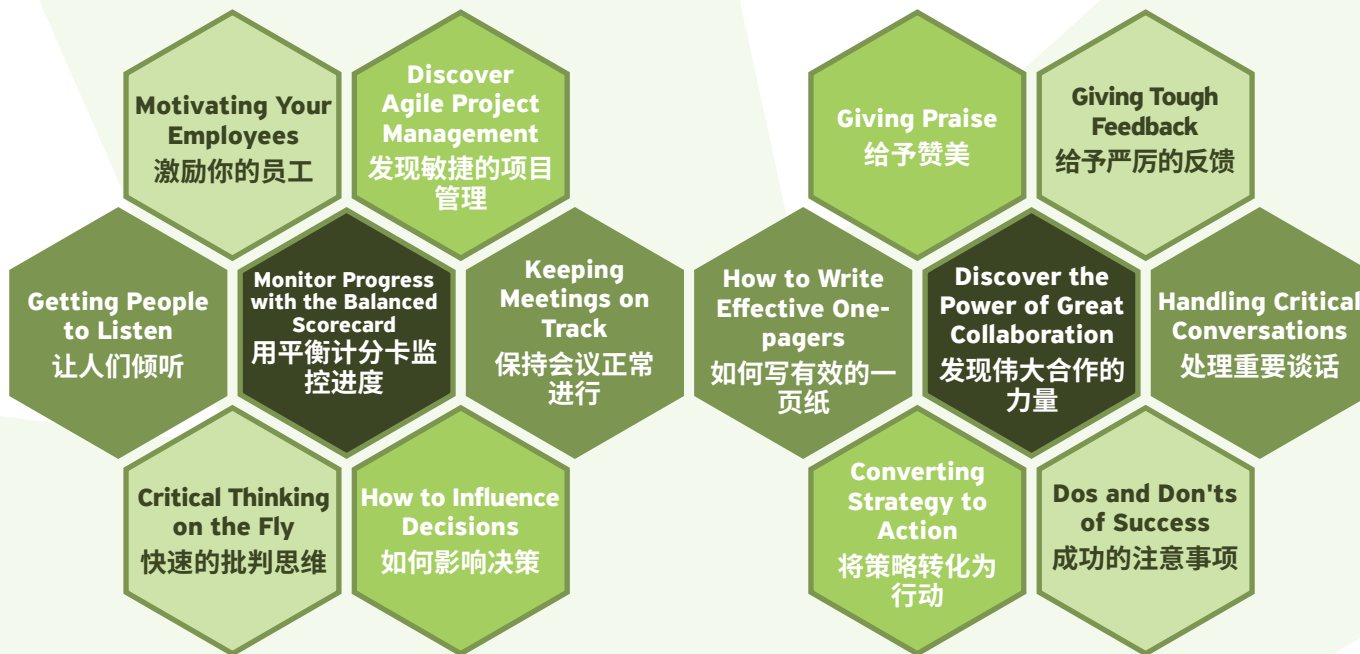 Motivating Your
Employees
激励你的员工
Discover
Agile Project
Management
发现敏捷的项目
管理
Getting People
to Listen
让人们倾听
Monitor Progress
with the Balanced
Scorecard
用平衡计分卡监
控进度
Keeping
Meetings on
Track
保持会议正常
进行
Critical Thinking
on the Fly
快速的批判思维
How to Influence
Decisions
如何影响决策
Giving Praise
给予赞美
Giving Tough
Feedback
给予严厉的反馈
How to Write
Effective One-
pagers
如何写有效的一
页纸
Discover the
Power of Great
Collaboration
发现伟大合作的
力量
Handling Critical
Conversations
处理重要谈话
Converting
Strategy to
Action
将策略转化为
行动
Dos and Don'ts
of Success
成功的注意事项